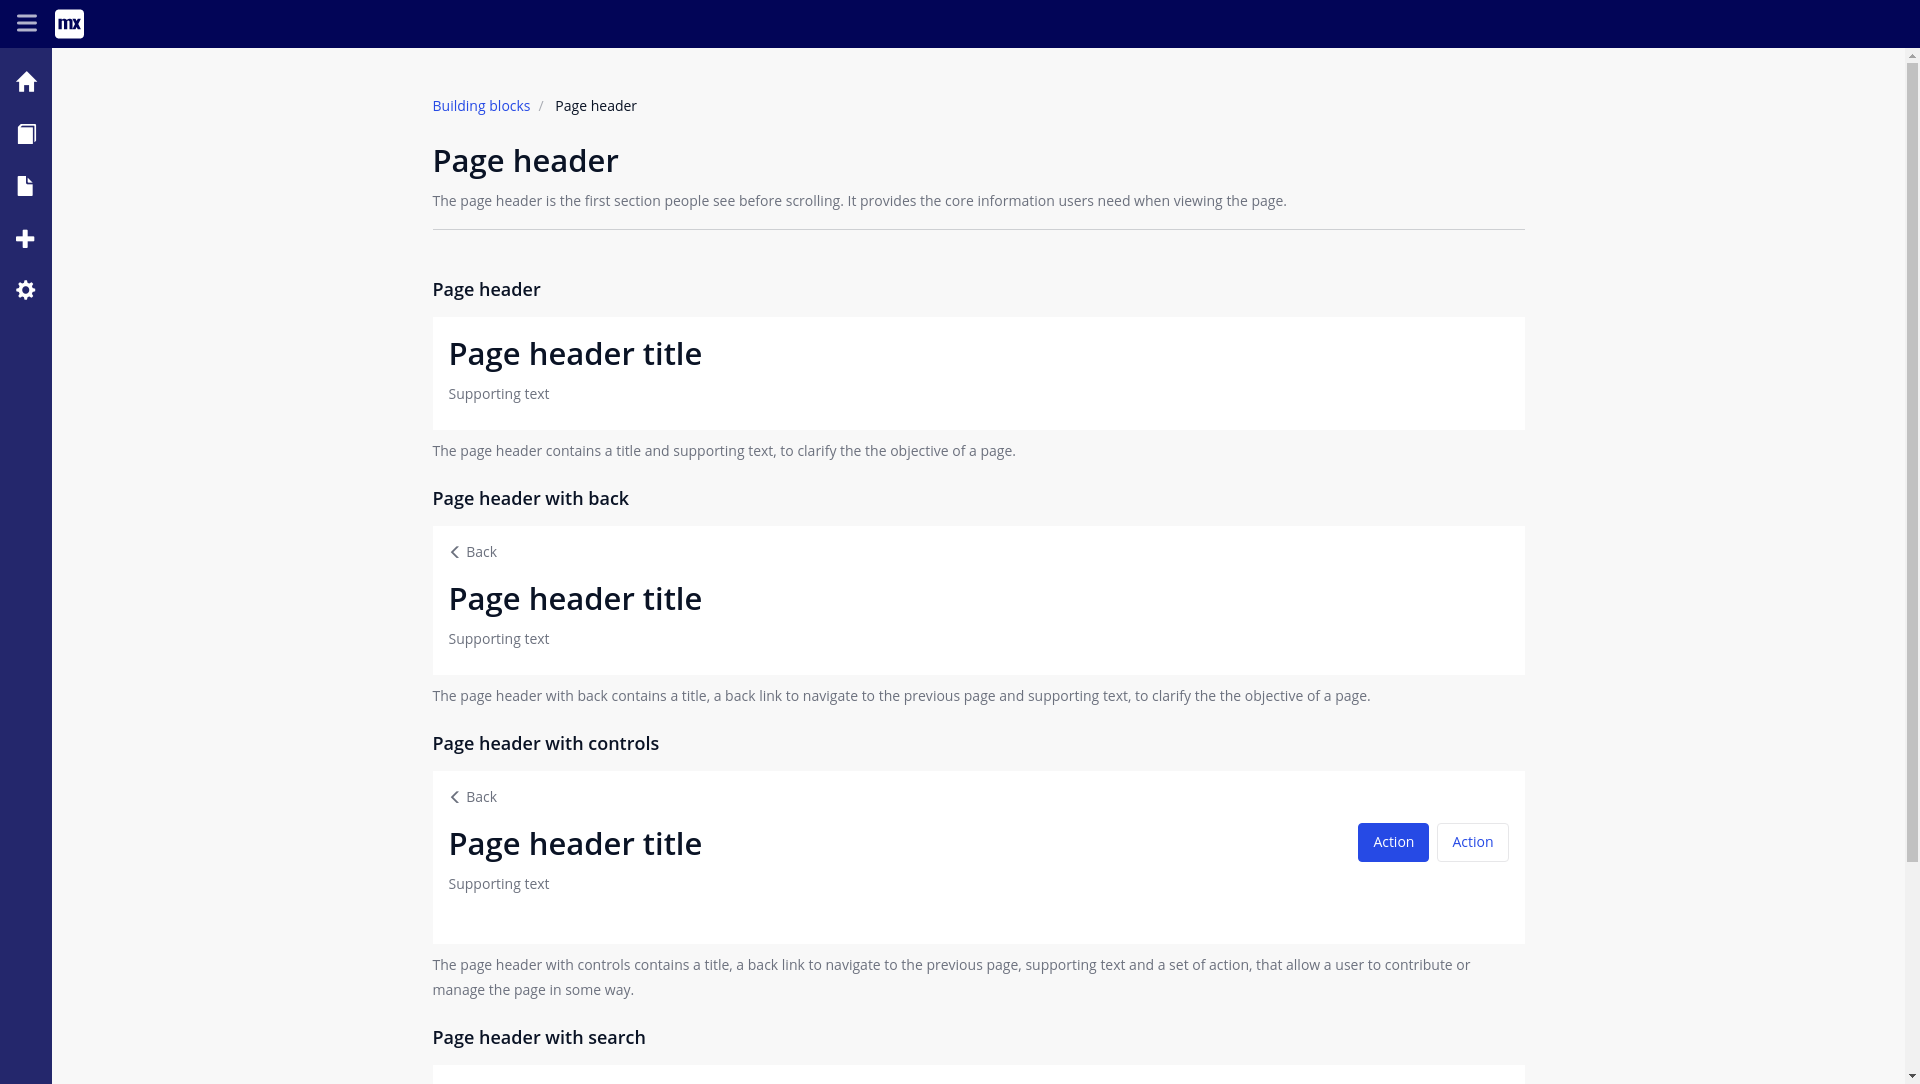 mx
Building blocks / Page header
Page header
The page header is the first section people see before scrolling. It provides the core information users need when viewing the page.
Page header
Page header title
Supporting text
The page header contains a title and supporting text, to clarify the the objective of a page.
Page header with back
Back
Page header title
Supporting text
The page header with back contains a title, a back link to navigate to the previous page and supporting text, to clarify the the objective of a page.
Page header with controls
Back
Page header title
Action Action
Supporting text
The page header with controls contains a title, a back link to navigate to the previous page, supporting text and a set of action, that allow a user to contribute or
manage the page in some way.
Page header with search